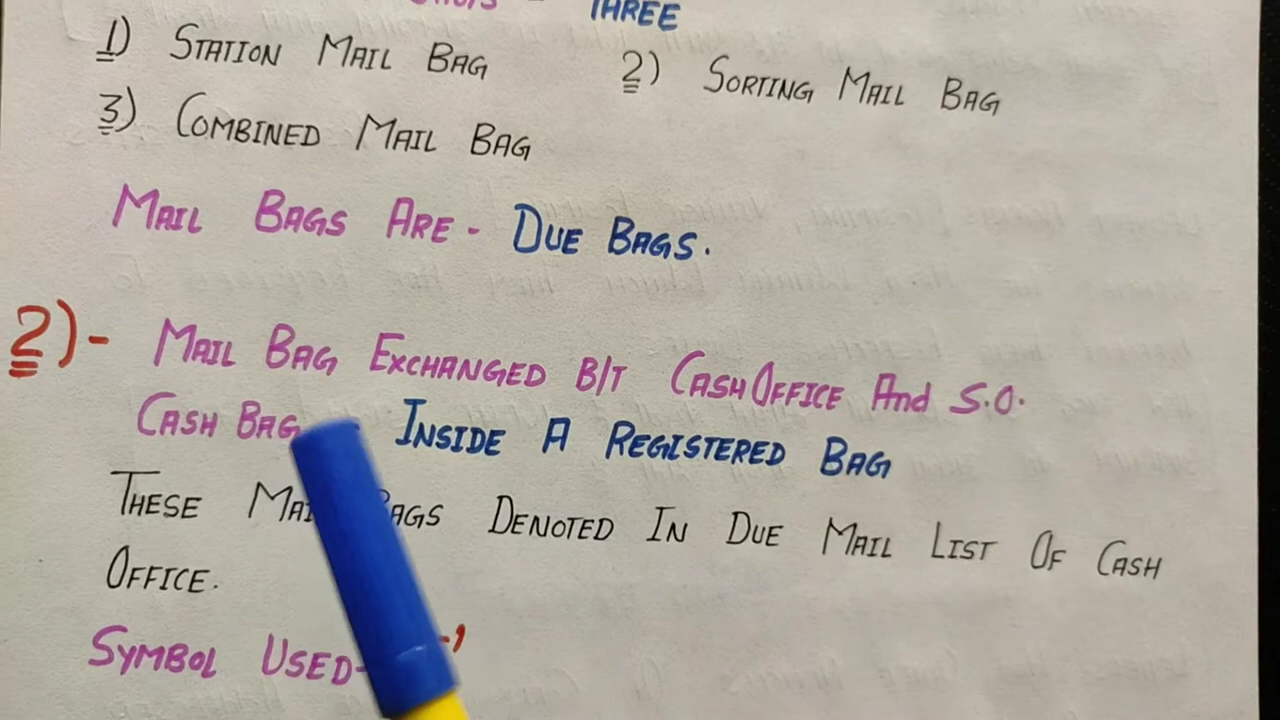 THREE
1) STATION MAIL BAG 2) SORTING MAIL BAG
3) COMBINED MAIL BAG
MAIL BAGS ARE - DUE BAGS.
2)- MAIL BAG EXCHANGED B/T CASH OFFICE And S.O.
CASH BAG - INSIDE A REGISTERED BAG
THESE BAGS DENOTED IN DUE MAIL LIST OF CASH
OFFICE.
SYMBOL USED-